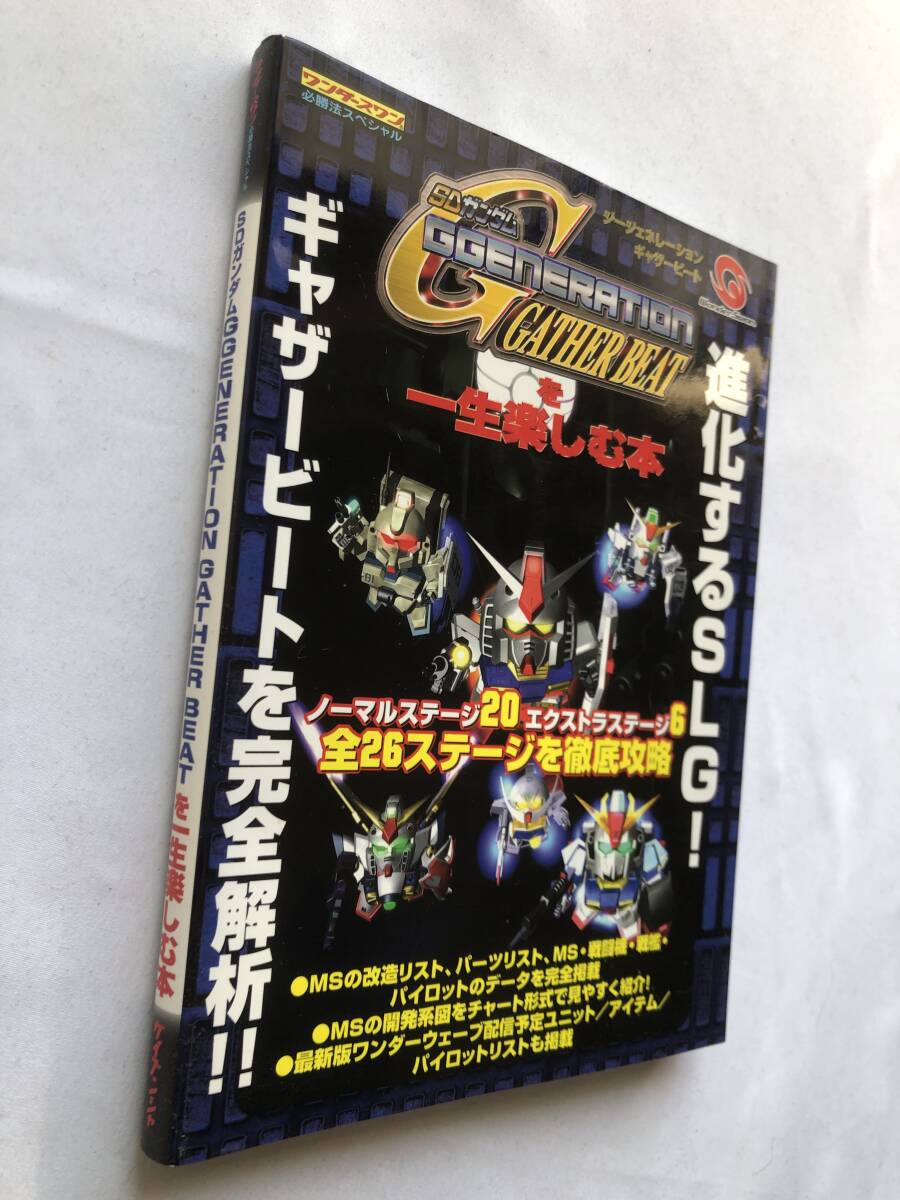 ワンダースワン
必勝法スペシャル
SDガンダム
GGENERATION
GATHER BEAT
ジージェネレーション
ギャザービート
WonderSwan
を
一生楽しむ本
進化するSLG!
ギャザービートを完全解析!!
ノーマルステージ20 エクストラステージ6
全26ステージを徹底攻略
●MSの改造リスト、パーツリスト、MS・戦闘機・戦艦・
パイロットのデータを完全掲載
●MSの開発系図をチャート形式で見やすく紹介!
●最新版ワンダーウェーブ配信予定ユニット/アイテム/
パイロットリストも掲載
SDガンダムGGENERATION GATHER BEAT を一生楽しむ本
ケイブンシャ